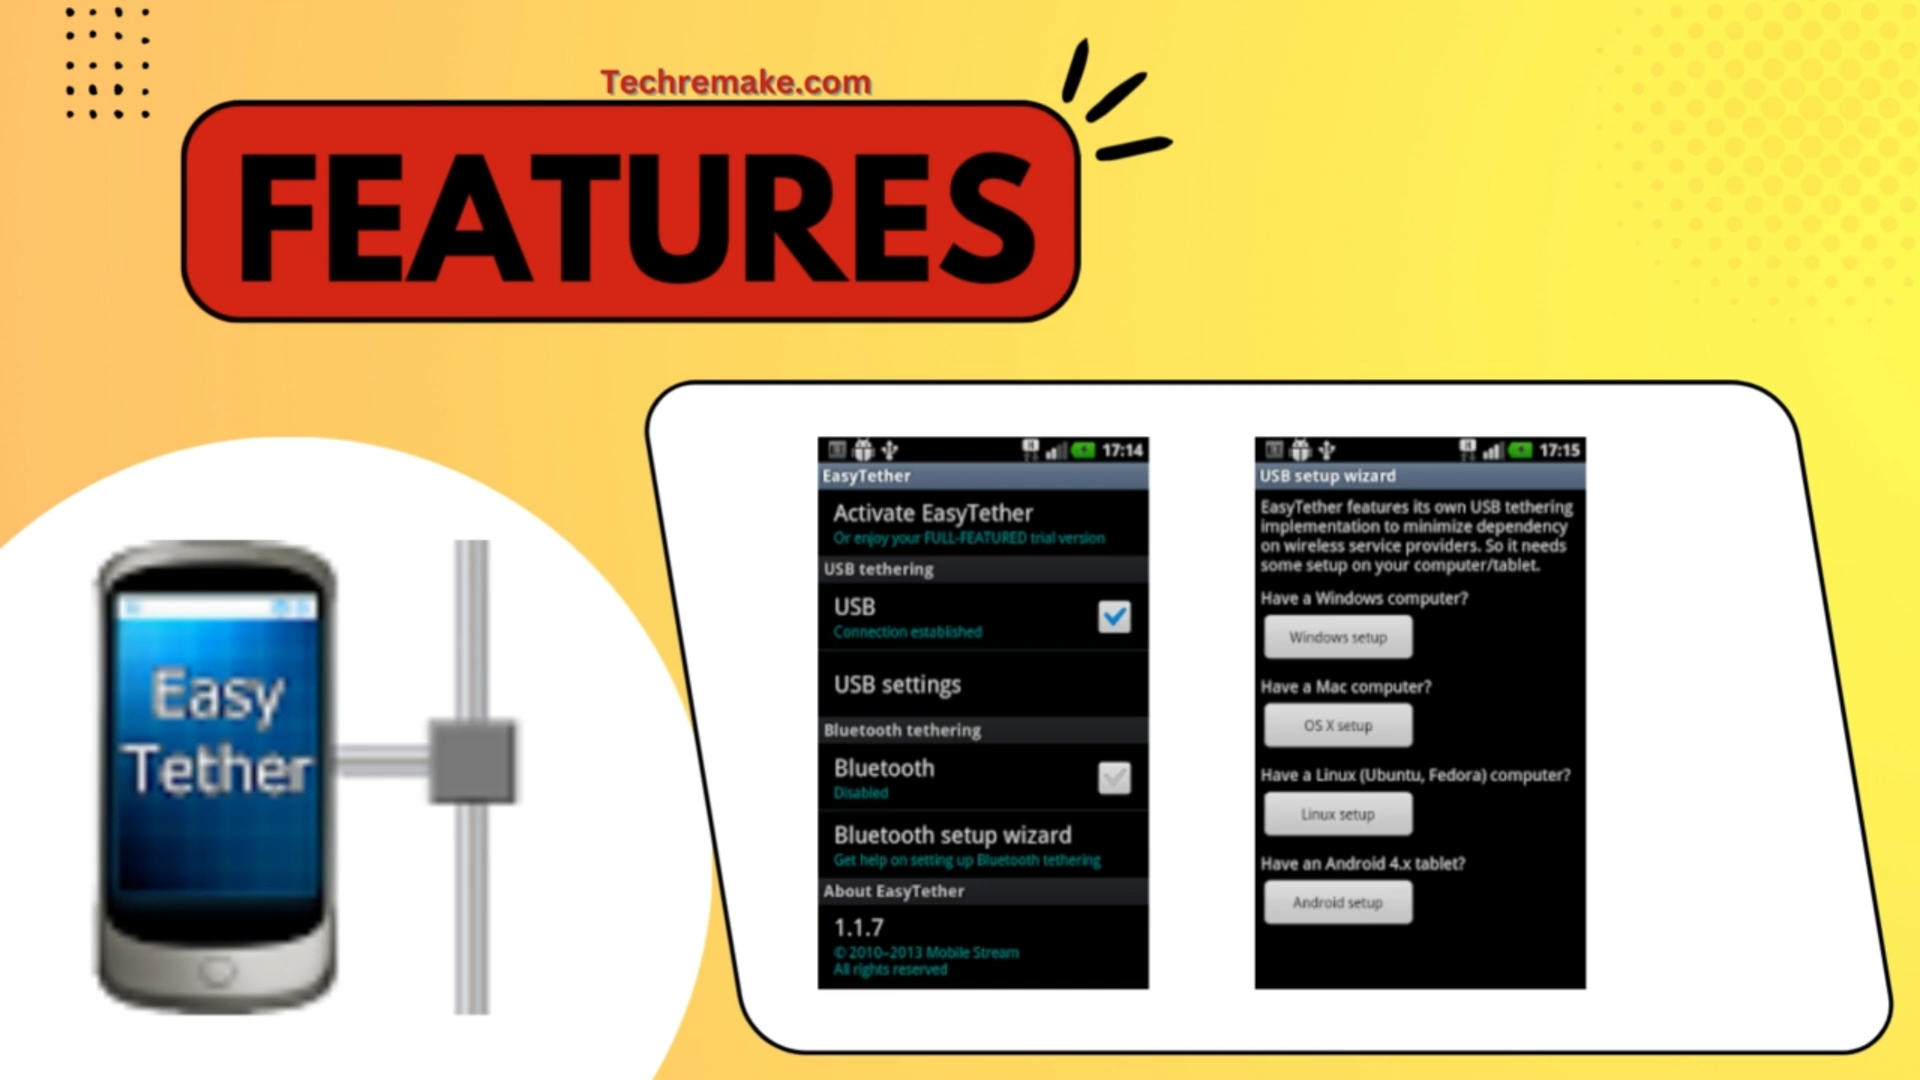 Techremake.com
FEATURES
Easy
Tether
17:14
EasyTether
Activate EasyTether
Or enjoy your FULL-FEATURED trial version
USB tethering
USB
Connection established
USB settings
Bluetooth tethering
Bluetooth
Disabled
Bluetooth setup wizard
Get help on setting up Bluetooth tethering
About EasyTether
1.1.7
© 2010–2013 Mobile Stream
All rights reserved
17:15
USB setup wizard
EasyTether features its own USB tethering
implementation to minimize dependency
on wireless service providers. So it needs
some setup on your computer/tablet.
Have a Windows computer?
Windows setup
Have a Mac computer?
OS X setup
Have a Linux (Ubuntu, Fedora) computer?
Linux setup
Have an Android 4.x tablet?
Android setup